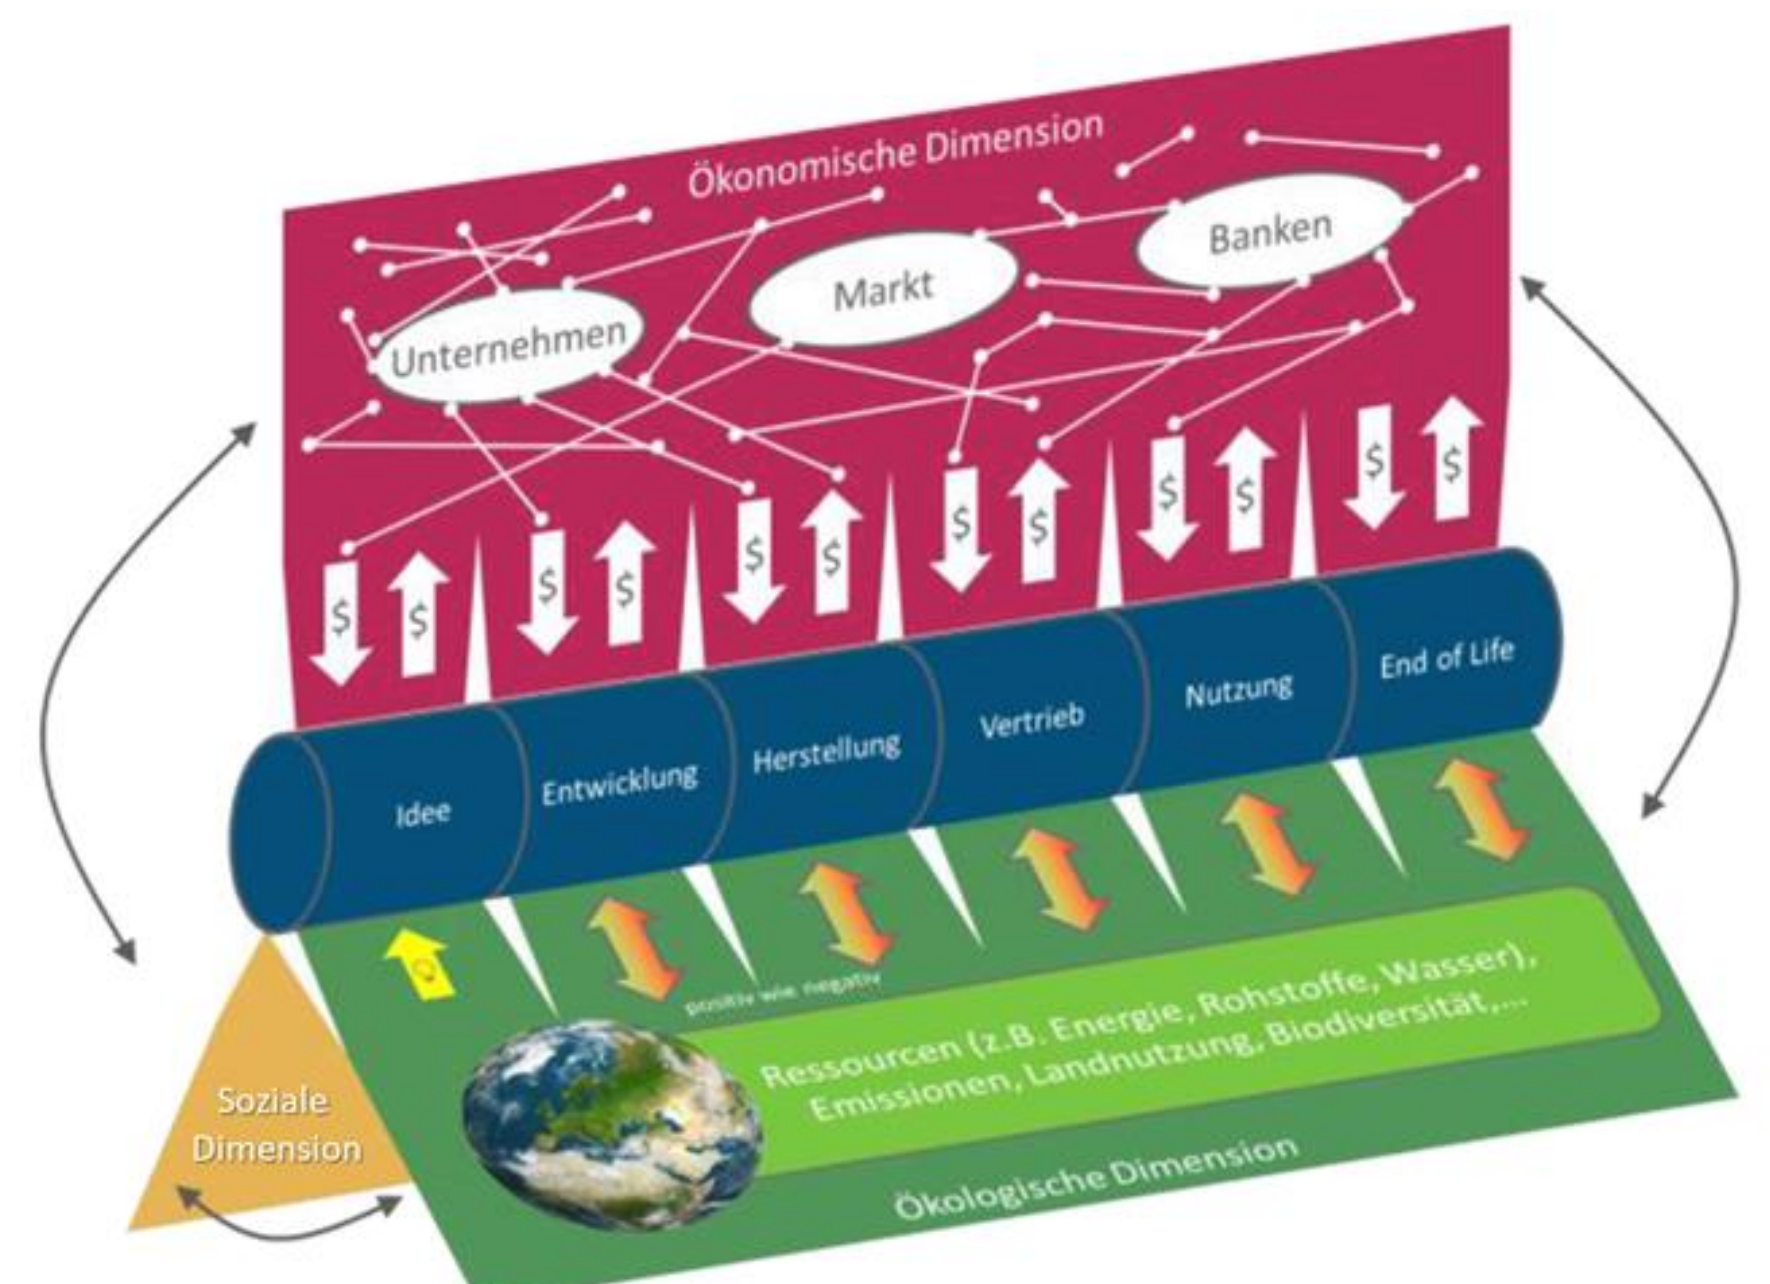 Ökonomische Dimension
Unternehmen
Markt
Banken
$ $ $ $ $ $ $ $ $ $ $ $
Idee
Entwicklung
Herstellung
Vertrieb
Nutzung
End of Life
positiv wie negativ
Ressourcen (z.B. Energie, Rohstoffe, Wasser),
Emissionen, Landnutzung, Biodiversität,...
Ökologische Dimension
Soziale
Dimension